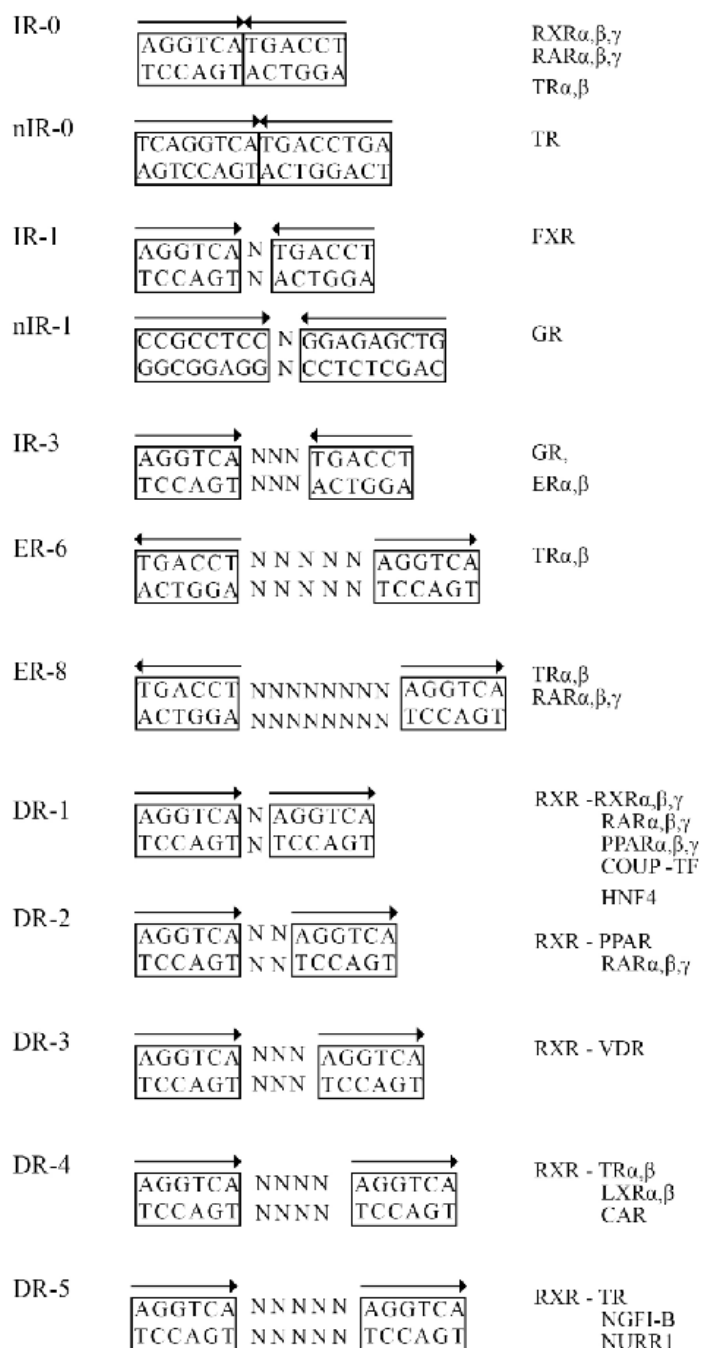 IR-0
AGGTCA TGACCT
TCCAGT ACTGGA
RXRα,β,γ
RARα,β,γ
TRα,β
nIR-0
TCAGGTCA TGACCTGA
AGTCCAGT ACTGGACT
TR
IR-1
AGGTCA N TGACCT
TCCAGT N ACTGGA
FXR
nIR-1
CCGCCTCC N GGAGAGCTG
GGCGGAGG N CCTCTCGAC
GR
IR-3
AGGTCA NNN TGACCT
TCCAGT NNN ACTGGA
GR,
ERα,β
ER-6
TGACCT N N N N N AGGTCA
ACTGGA N N N N N TCCAGT
TRα,β
ER-8
TGACCT NNNNNNNN AGGTCA
ACTGGA NNNNNNNN TCCAGT
TRα,β
RARα,β,γ
DR-1
AGGTCA N AGGTCA
TCCAGT N TCCAGT
RXR -RXRα,β,γ
RARα,β,γ
PPARα,β,γ
COUP -TF
HNF4
DR-2
AGGTCA N N AGGTCA
TCCAGT N N TCCAGT
RXR - PPAR
RARα,β,γ
DR-3
AGGTCA NNN AGGTCA
TCCAGT NNN TCCAGT
RXR - VDR
DR-4
AGGTCA NNNN AGGTCA
TCCAGT NNNN TCCAGT
RXR - TRα,β
LXRα,β
CAR
DR-5
AGGTCA NNNNN AGGTCA
TCCAGT NNNNN TCCAGT
RXR - TR
NGFI-B
NURR1